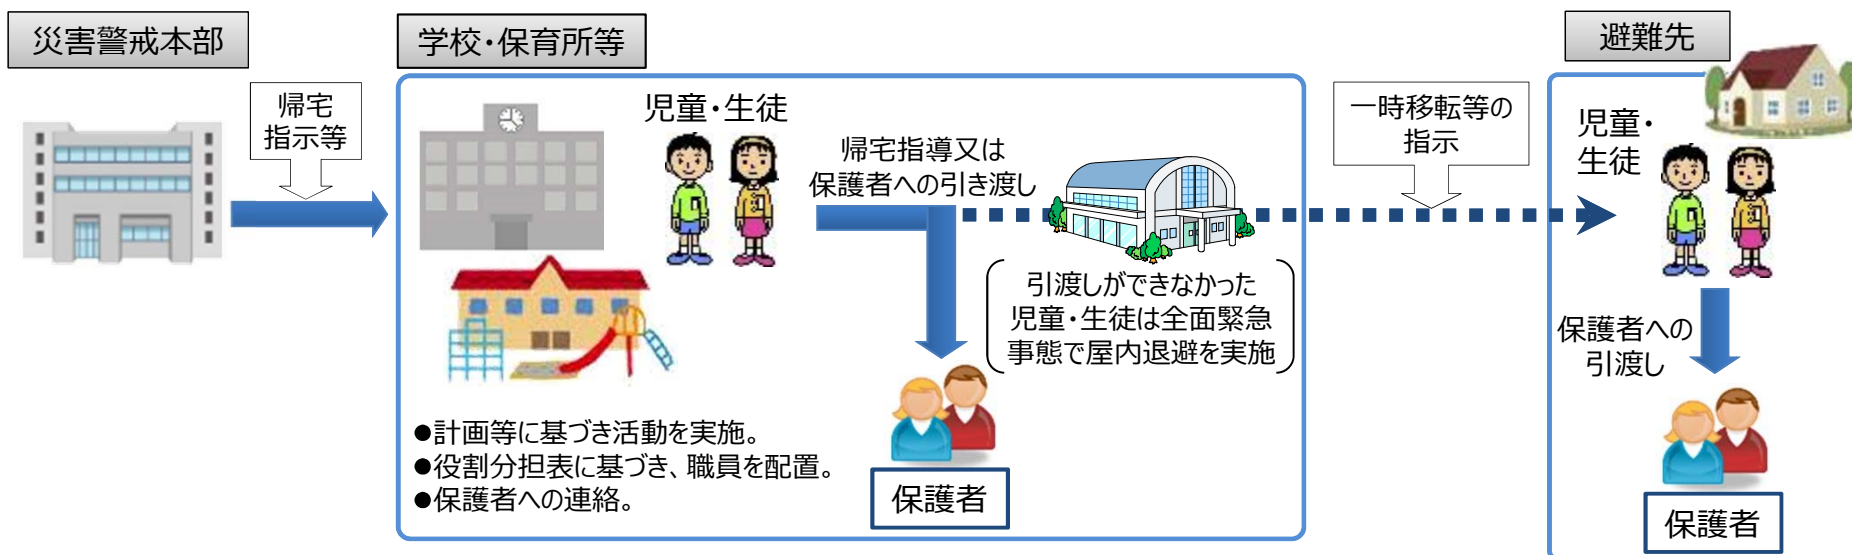 災害警戒本部
帰宅
指示等
学校・保育所等
児童・生徒
帰宅指導又は
保護者への引き渡し
引渡しができなかった
児童・生徒は全面緊急
事態で屋内退避を実施
●計画等に基づき活動を実施。
●役割分担表に基づき、職員を配置。
●保護者への連絡。
保護者
一時移転等の
指示
避難先
児童・
生徒
保護者への
引渡し
保護者